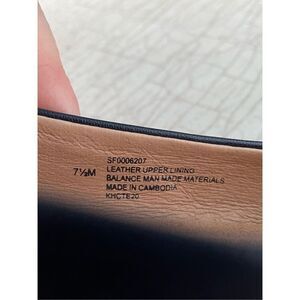 SF0006207
7½M LEATHER UPPER LINING
BALANCE MAN MADE MATERIALS
MADE IN CAMBODIA
KHCTE20